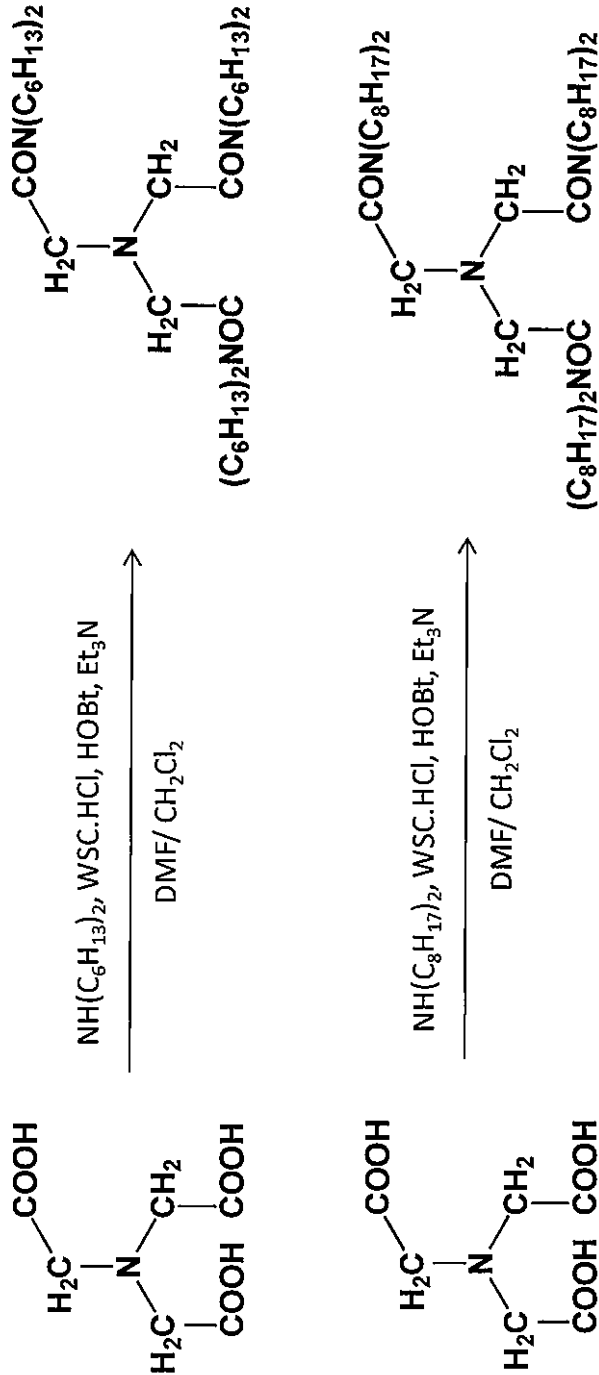 COOH
H2C
N
H2C CH2
COOH COOH
NH(C6H13)2, WSC.HCl, HOBt, Et3N
DMF/ CH2Cl2
CON(C6H13)2
H2C
N
H2C CH2
(C6H13)2NOC CON(C6H13)2
COOH
H2C
N
H2C CH2
COOH COOH
NH(C8H17)2, WSC.HCl, HOBt, Et3N
DMF/ CH2Cl2
CON(C8H17)2
H2C
N
H2C CH2
(C8H17)2NOC CON(C8H17)2